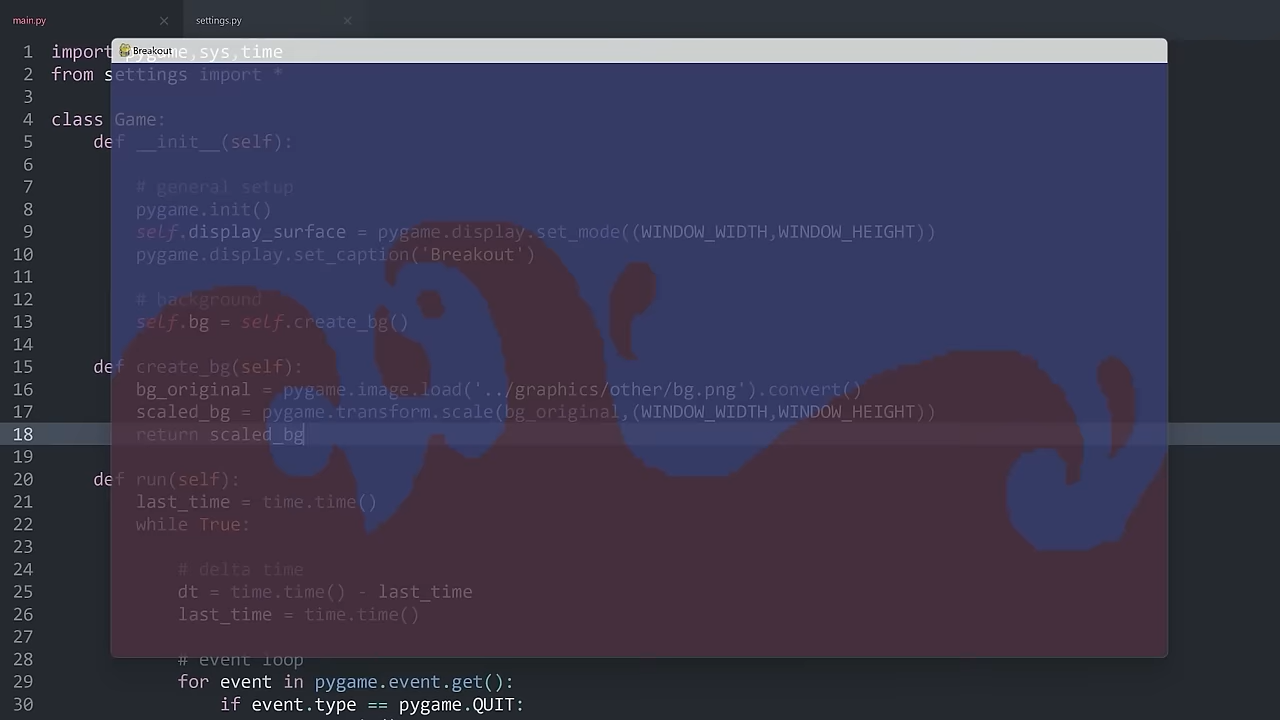 main.py settings.py
Breakout
1 import pygame,sys,time
2 from settings import *
3
4 class Game:
5 def __init__(self):
6
7 # general setup
8 pygame.init()
9 self.display_surface = pygame.display.set_mode((WINDOW_WIDTH,WINDOW_HEIGHT))
10 pygame.display.set_caption('Breakout')
11
12 # background
13 self.bg = self.create_bg()
14
15 def create_bg(self):
16 bg_original = pygame.image.load('../graphics/other/bg.png').convert()
17 scaled_bg = pygame.transform.scale(bg_original,(WINDOW_WIDTH,WINDOW_HEIGHT))
18 return scaled_bg
19
20 def run(self):
21 last_time = time.time()
22 while True:
23
24 # delta time
25 dt = time.time() - last_time
26 last_time = time.time()
27
28 # event loop
29 for event in pygame.event.get():
30 if event.type == pygame.QUIT: